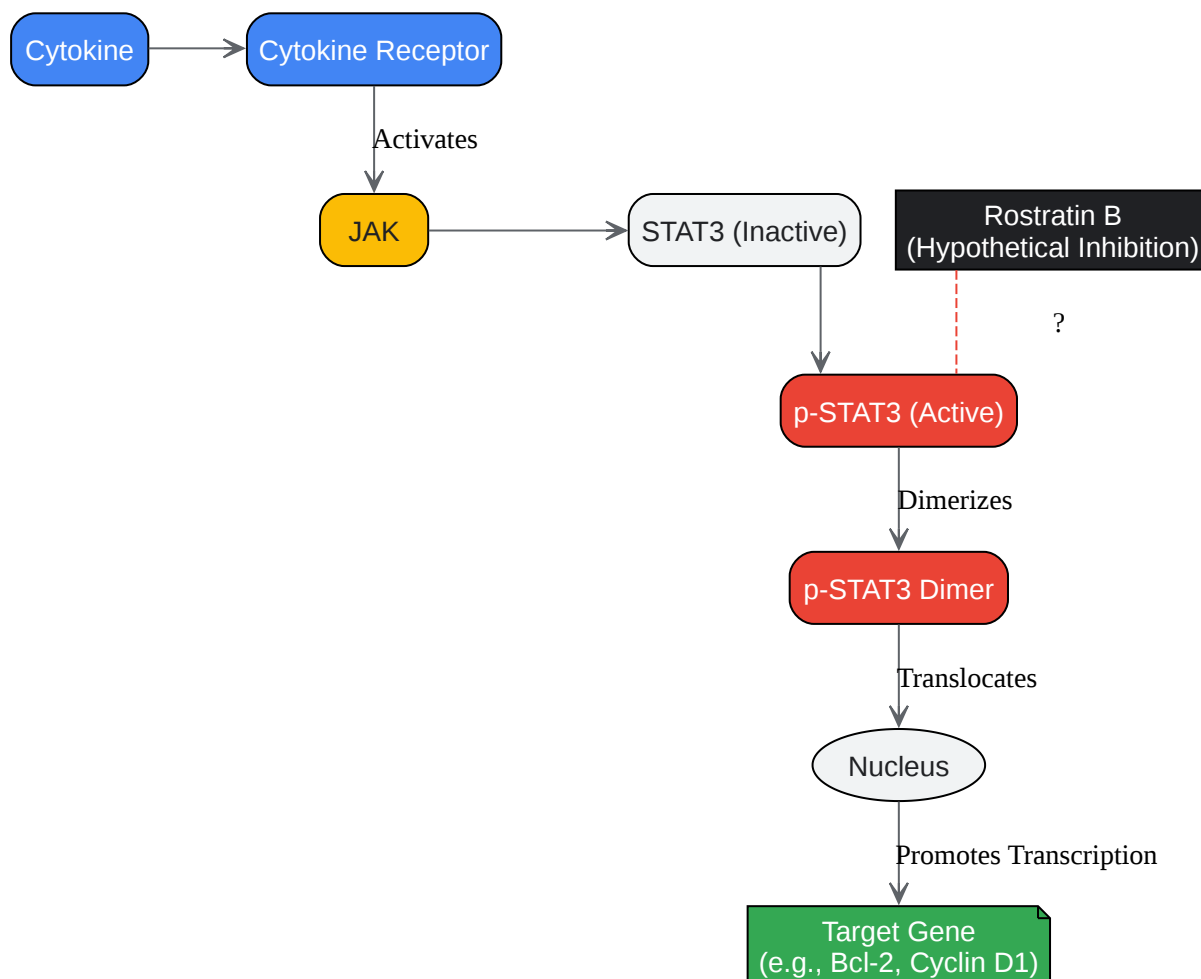 Cytokine
Cytokine Receptor
Activates
JAK
STAT3 (Inactive)
Rostratin B
(Hypothetical Inhibition)
?
p-STAT3 (Active)
Dimerizes
p-STAT3 Dimer
Translocates
Nucleus
Promotes Transcription
Target Gene
(e.g., Bcl-2, Cyclin D1)